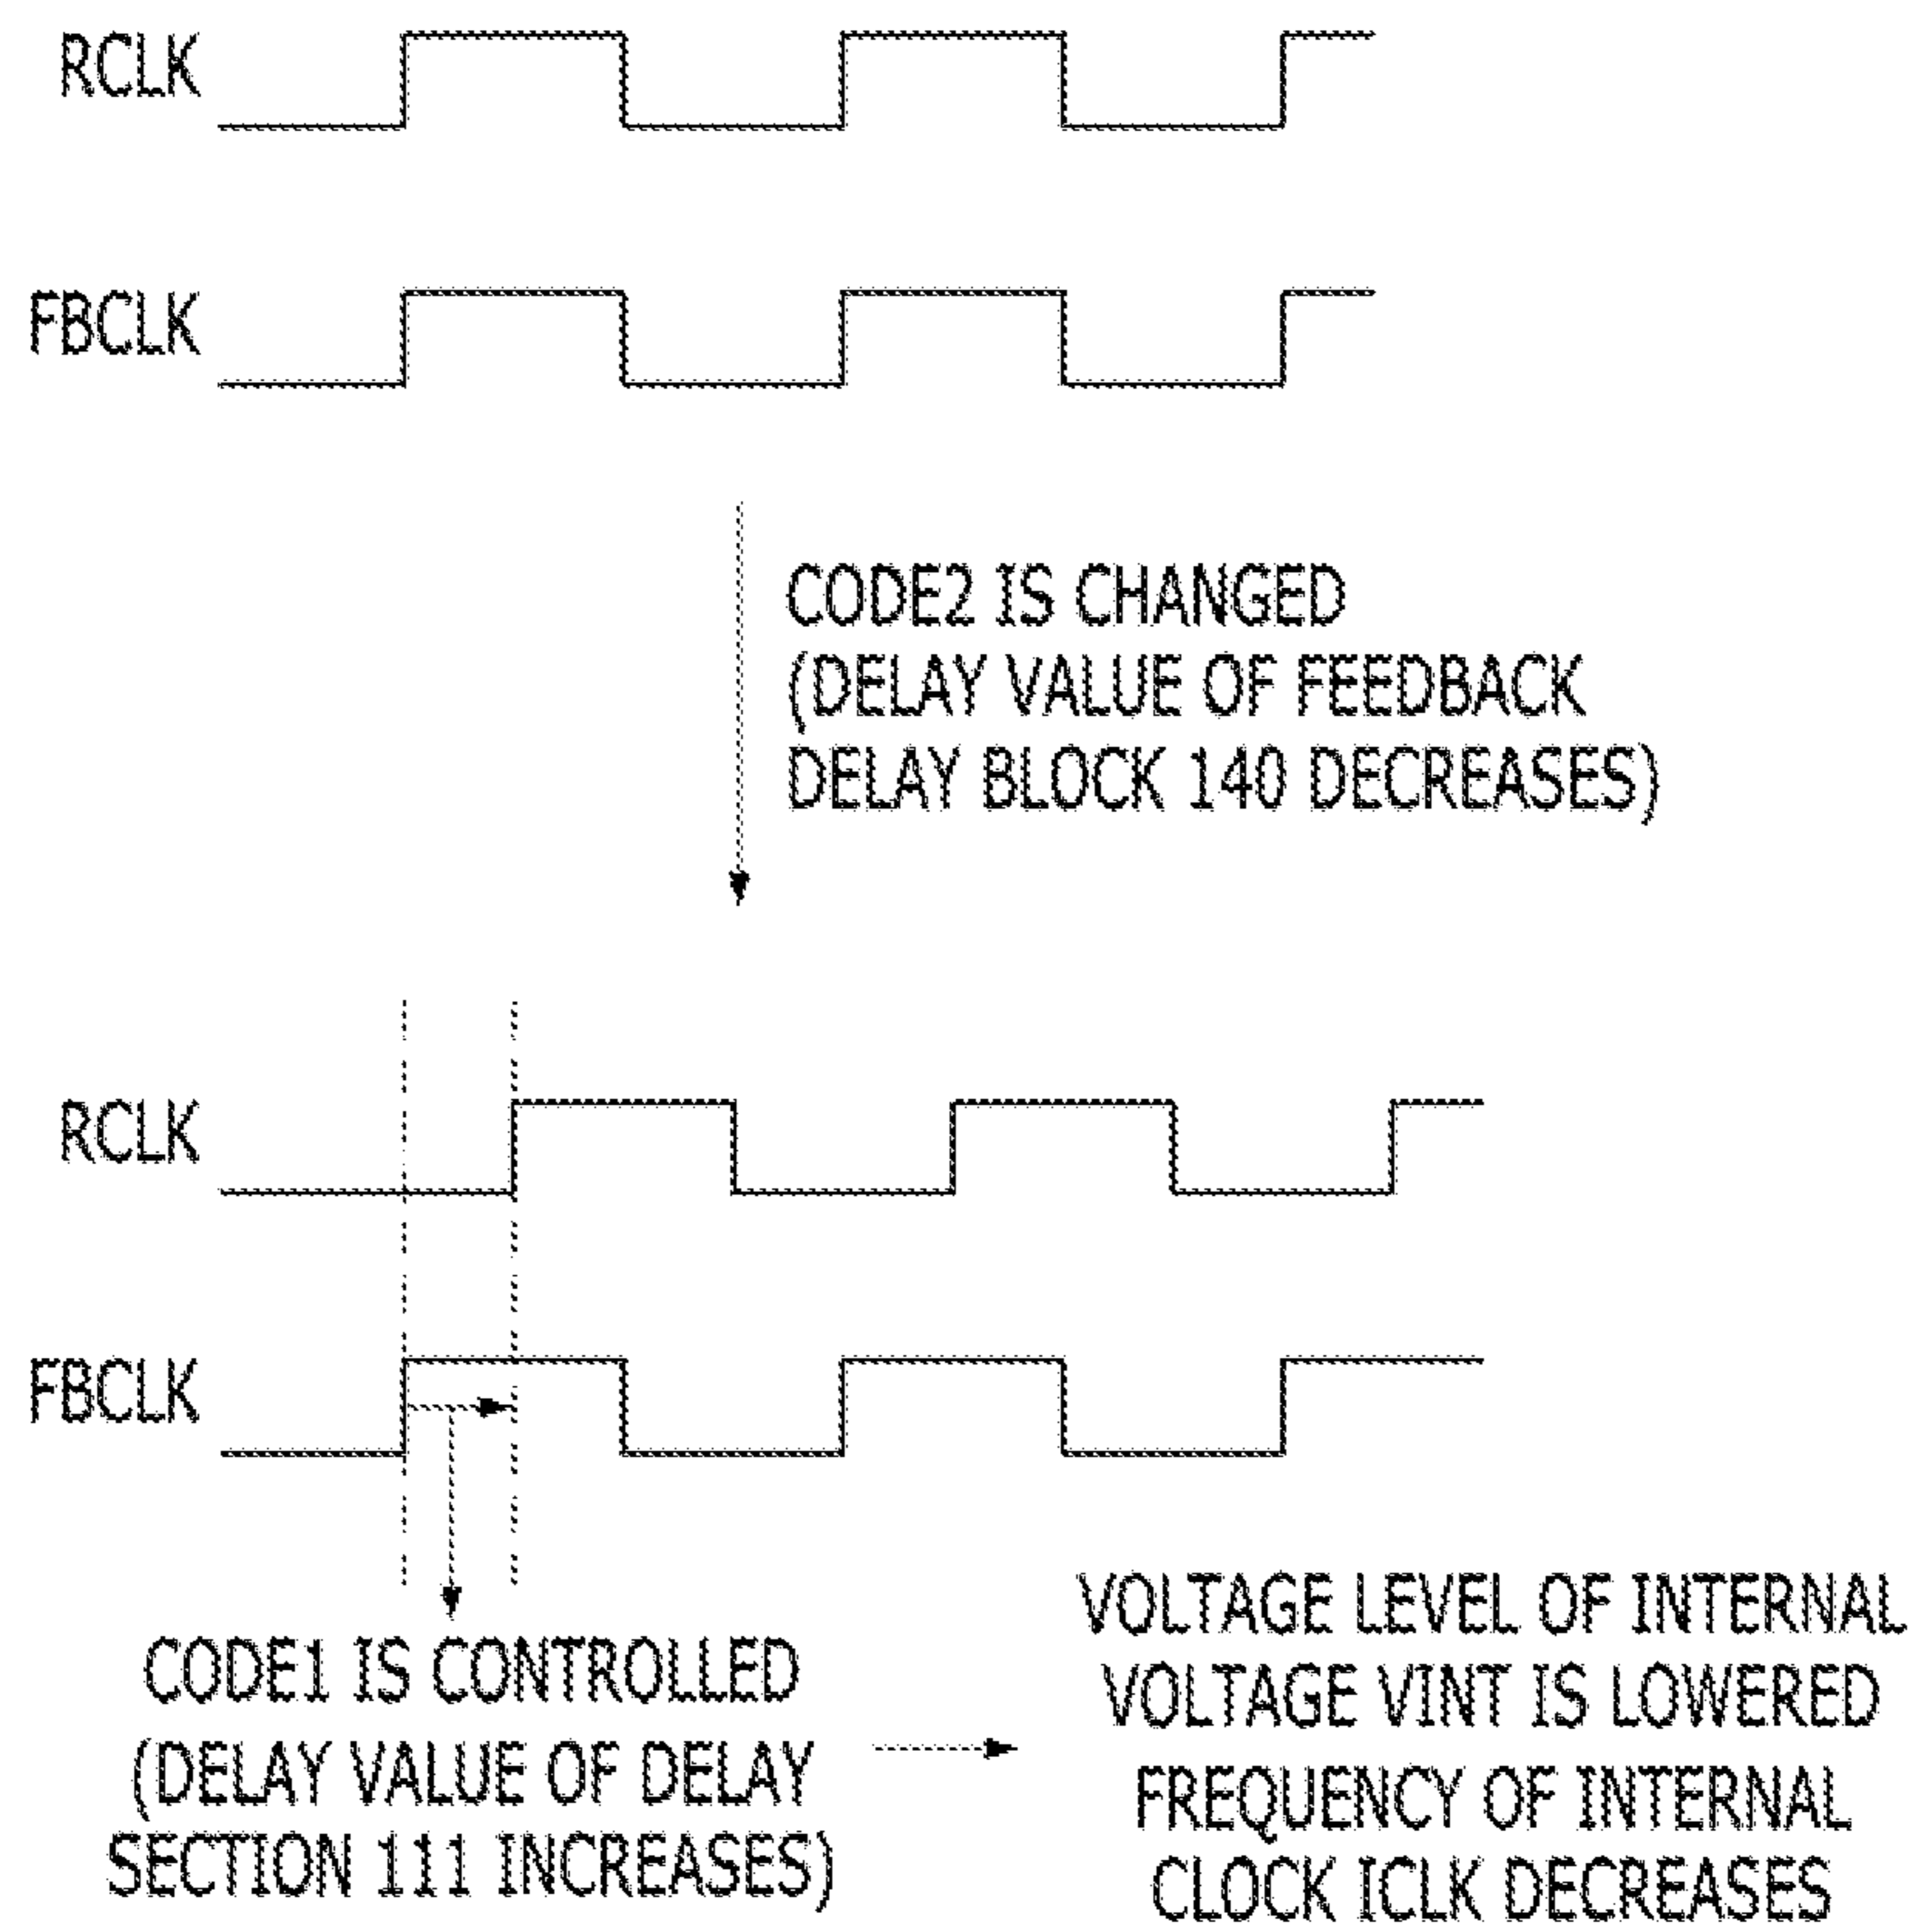 RCLK
FBCLK
CODE2 IS CHANGED
(DELAY VALUE OF FEEDBACK
DELAY BLOCK 140 DECREASES)
RCLK
FBCLK
CODE1 IS CONTROLLED
(DELAY VALUE OF DELAY
SECTION 111 INCREASES)
VOLTAGE LEVEL OF INTERNAL
VOLTAGE VINT IS LOWERED
FREQUENCY OF INTERNAL
CLOCK ICLK DECREASES